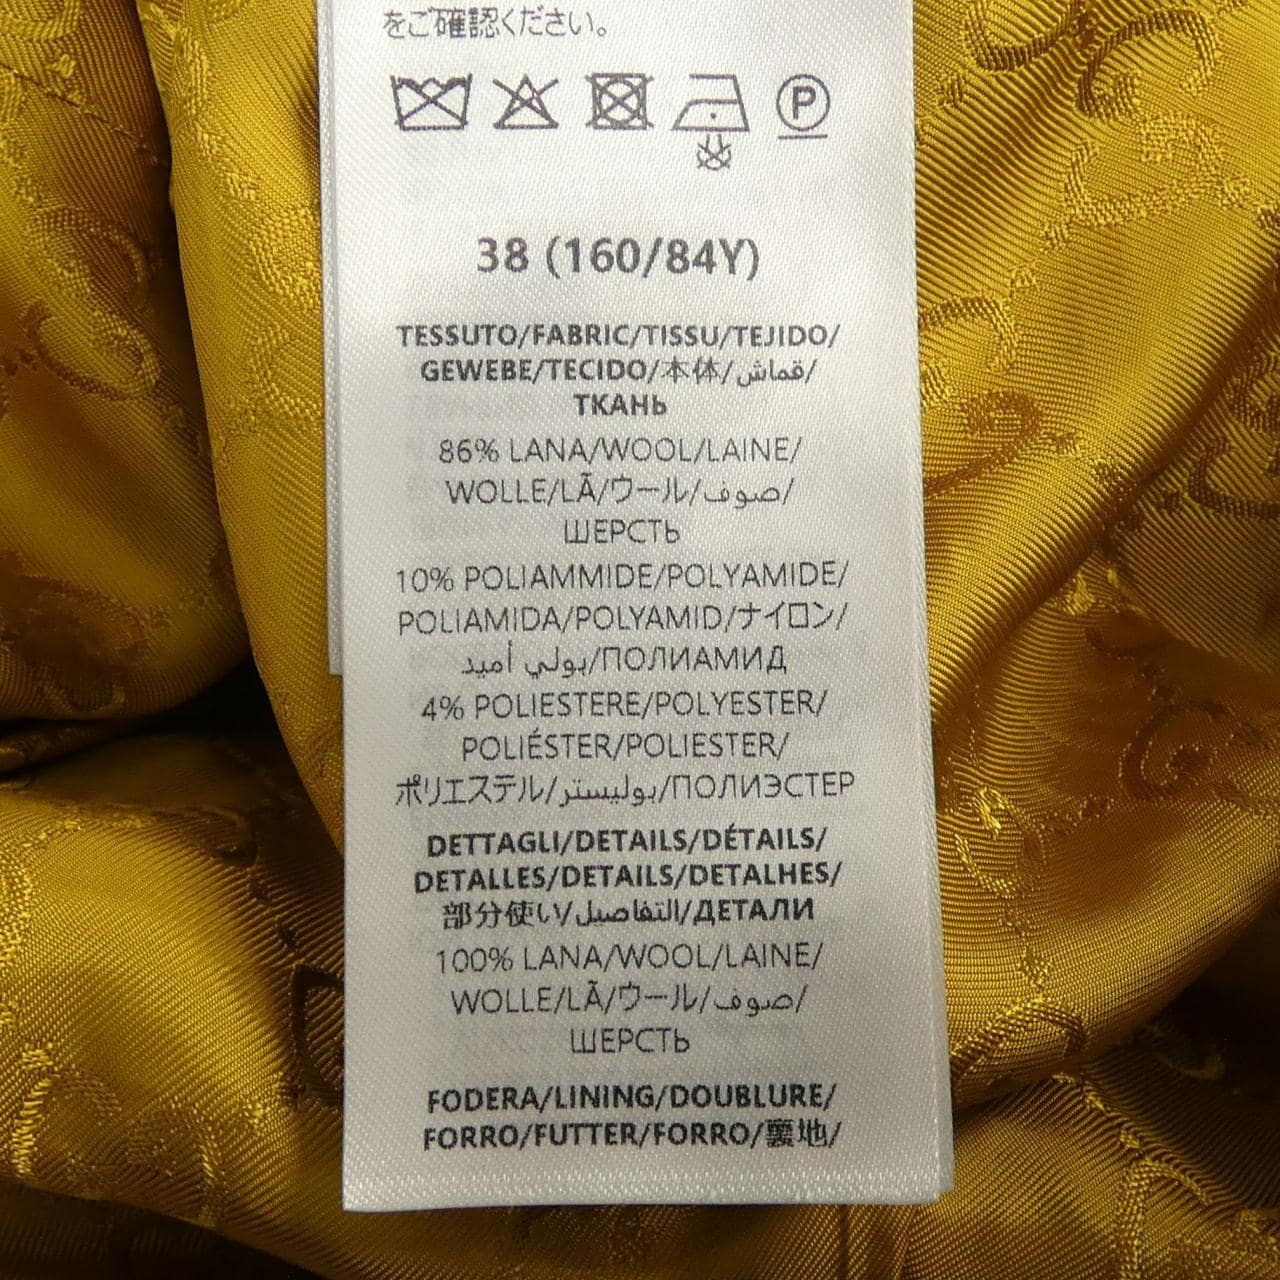 をご確認ください。
P
38 (160/84Y)
TESSUTO/FABRIC/TISSU/TEJIDO/
GEWEBE/TECIDO/本体/قماش/
ТКАНЬ
86% LANA/WOOL/LAINE/
WOLLE/LÃ/ウール/صوف/
ШЕРСТЬ
10% POLIAMMIDE/POLYAMIDE/
POLIAMIDA/POLYAMID/ナイロン/
بولي أميد/ПОЛИАМИД
4% POLIESTERE/POLYESTER/
POLIÉSTER/POLIESTER/
ポリエステル/بوليستر/ПОЛИЭСТЕР
DETTAGLI/DETAILS/DÉTAILS/
DETALLES/DETAILS/DETALHES/
部分使い/التفاصيل/ДЕТАЛИ
100% LANA/WOOL/LAINE/
WOLLE/LÃ/ウール/صوف/
ШЕРСТЬ
FODERA/LINING/DOUBLURE/
FORRO/FUTTER/FORRO/裏地/